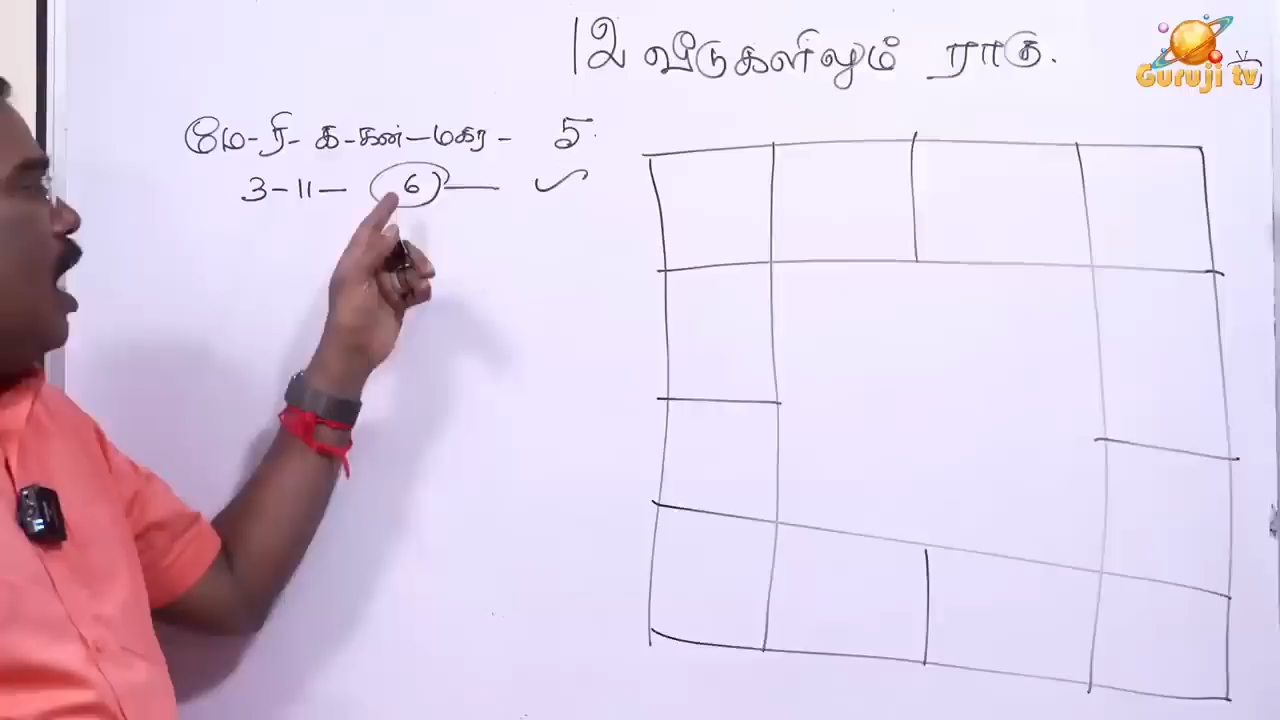 12 வீடுகளிலும் ராகு.
Guruji tv
மே-ரி-க-கன்-மகர- 5.
3-11- 6 — ✓